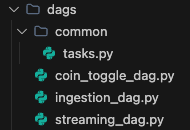 dags
common
tasks.py
coin_toggle_dag.py
ingestion_dag.py
streaming_dag.py